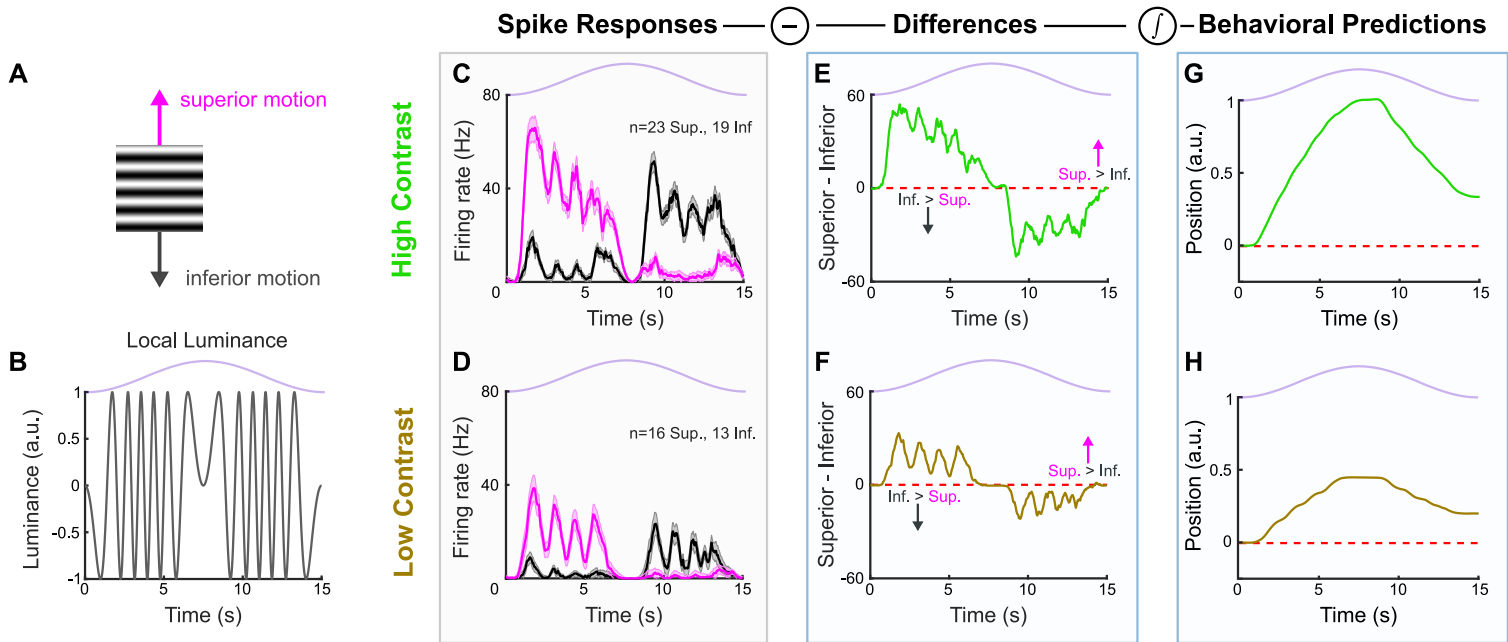 Spike Responses − Differences ∫ Behavioral Predictions
A
superior motion
inferior motion
High Contrast
C
80
40
0
Firing rate (Hz)
n=23 Sup., 19 Inf
5
10
15
Time (s)
E
60
0
-60
Superior - Inferior
Sup. > Inf.
Inf. > Sup.
0
5
10
15
Time (s)
G
1
0.5
0
Position (a.u.)
0
5
10
15
Time (s)
B
Local Luminance
1
0.5
0
-0.5
-1
Luminance (a.u.)
0
5
10
15
Time (s)
Low Contrast
D
80
40
0
Firing rate (Hz)
n=16 Sup., 13 Inf.
5
10
15
Time (s)
F
60
0
-60
Superior - Inferior
Sup. > Inf.
Inf. > Sup.
0
5
10
15
Time (s)
H
1
0.5
0
Position (a.u.)
0
5
10
15
Time (s)